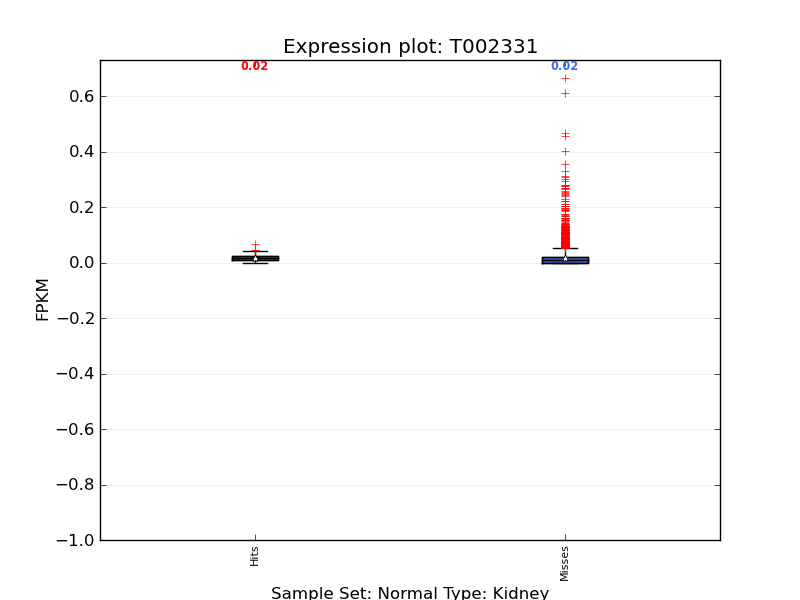 Expression plot: T002331
0.02
0.02
0.6
0.4
0.2
0.0
−0.2
−0.4
−0.6
−0.8
−1.0
FPKM
Hits
Misses
Sample Set: Normal Type: Kidney